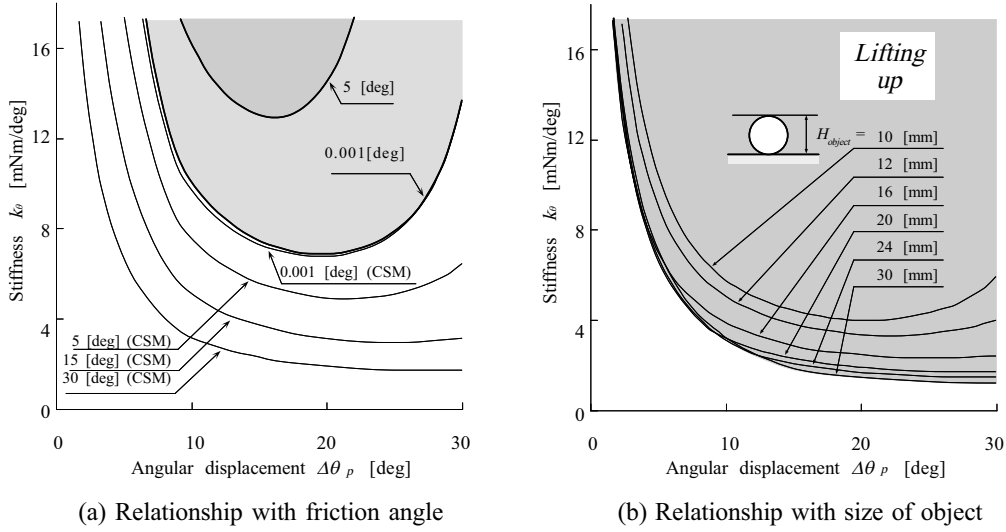 16
12
8
4
0
Stiffness kθ [mNm/deg]
5 [deg]
0.001[deg]
0.001 [deg] (CSM)
5 [deg] (CSM)
15 [deg] (CSM)
30 [deg] (CSM)
0 10 20 30
Angular displacement Δθp [deg]
(a) Relationship with friction angle
16
12
8
4
0
Stiffness kθ [mNm/deg]
Lifting
up
Hobject = 10 [mm]
12 [mm]
16 [mm]
20 [mm]
24 [mm]
30 [mm]
0 10 20 30
Angular displacement Δθp [deg]
(b) Relationship with size of object